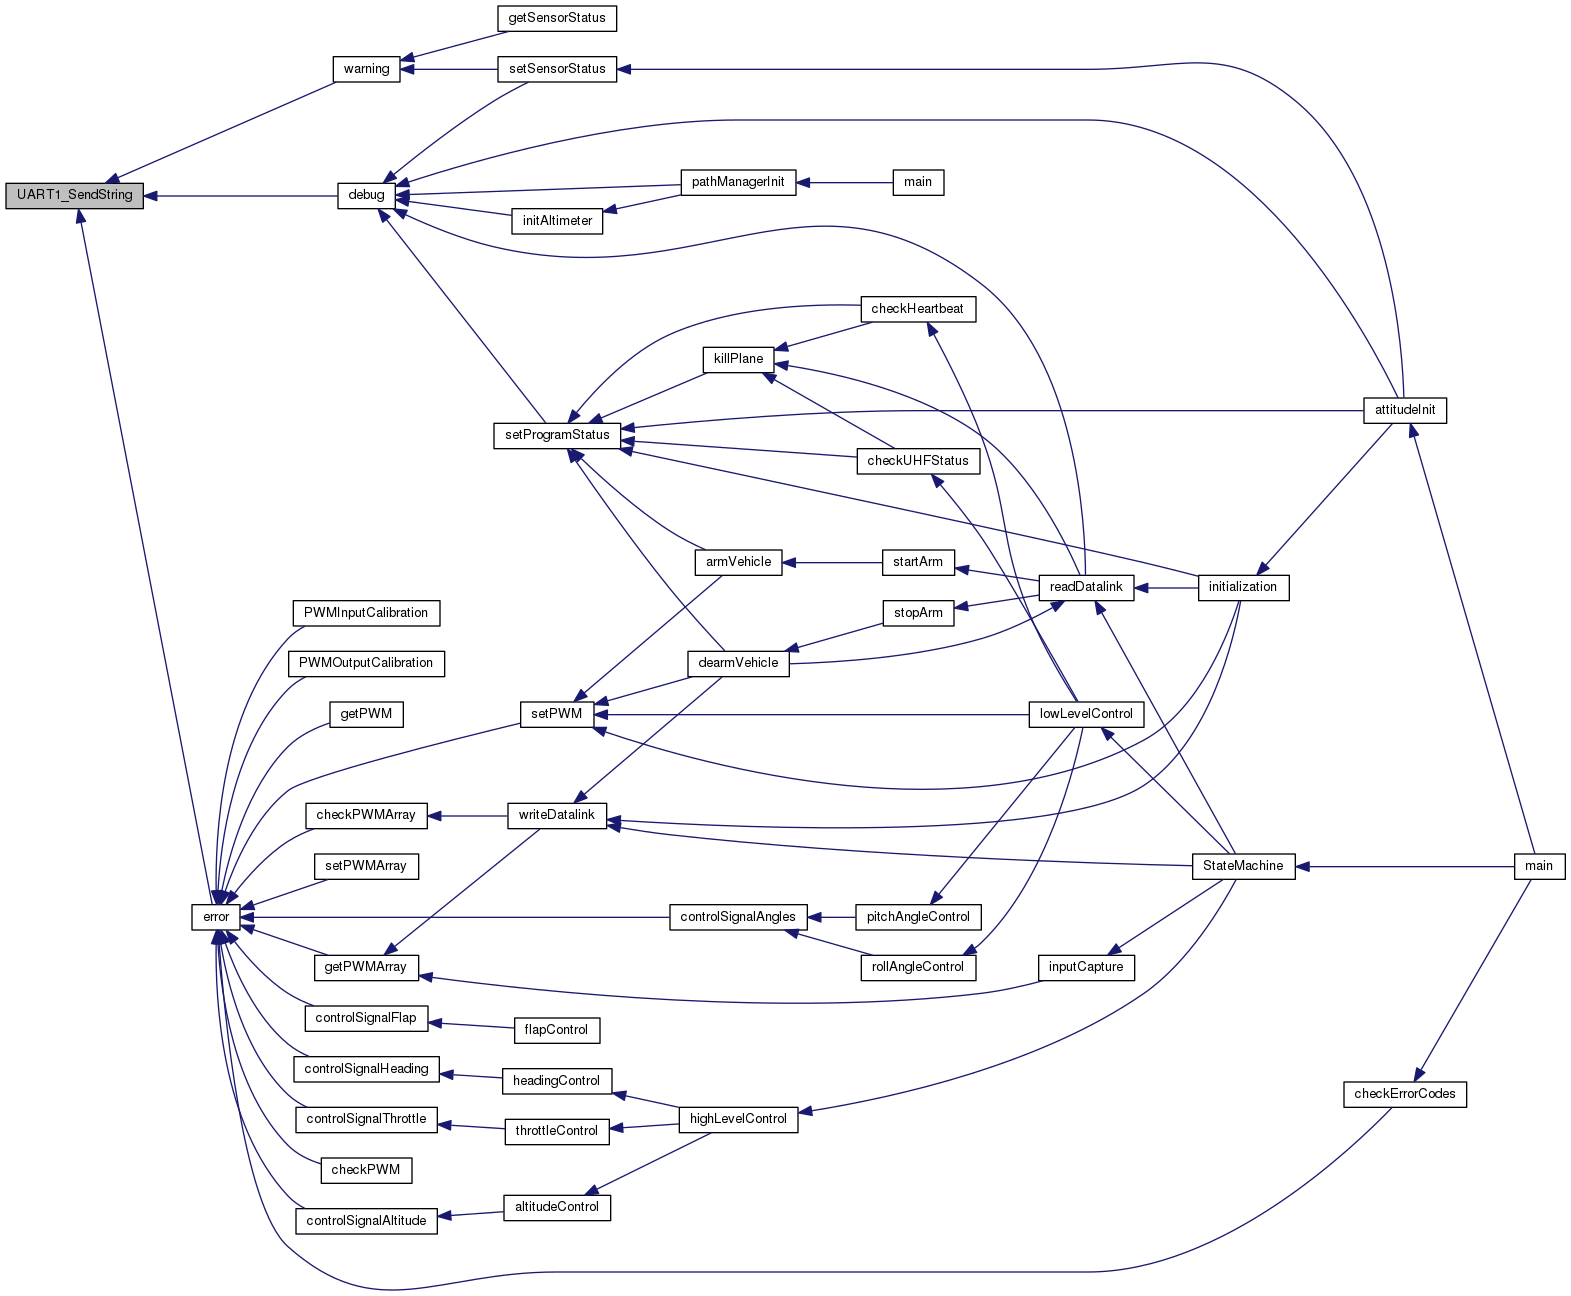 getSensorStatus
warning
setSensorStatus
UART1_SendString
debug
pathManagerInit
main
initAltimeter
checkHeartbeat
killPlane
attitudeInit
setProgramStatus
checkUHFStatus
armVehicle
startArm
readDatalink
initialization
PWMInputCalibration
stopArm
PWMOutputCalibration
dearmVehicle
getPWM
setPWM
lowLevelControl
checkPWMArray
writeDatalink
setPWMArray
StateMachine
main
error
controlSignalAngles
pitchAngleControl
getPWMArray
rollAngleControl
inputCapture
controlSignalFlap
flapControl
controlSignalHeading
headingControl
checkErrorCodes
controlSignalThrottle
throttleControl
highLevelControl
checkPWM
altitudeControl
controlSignalAltitude